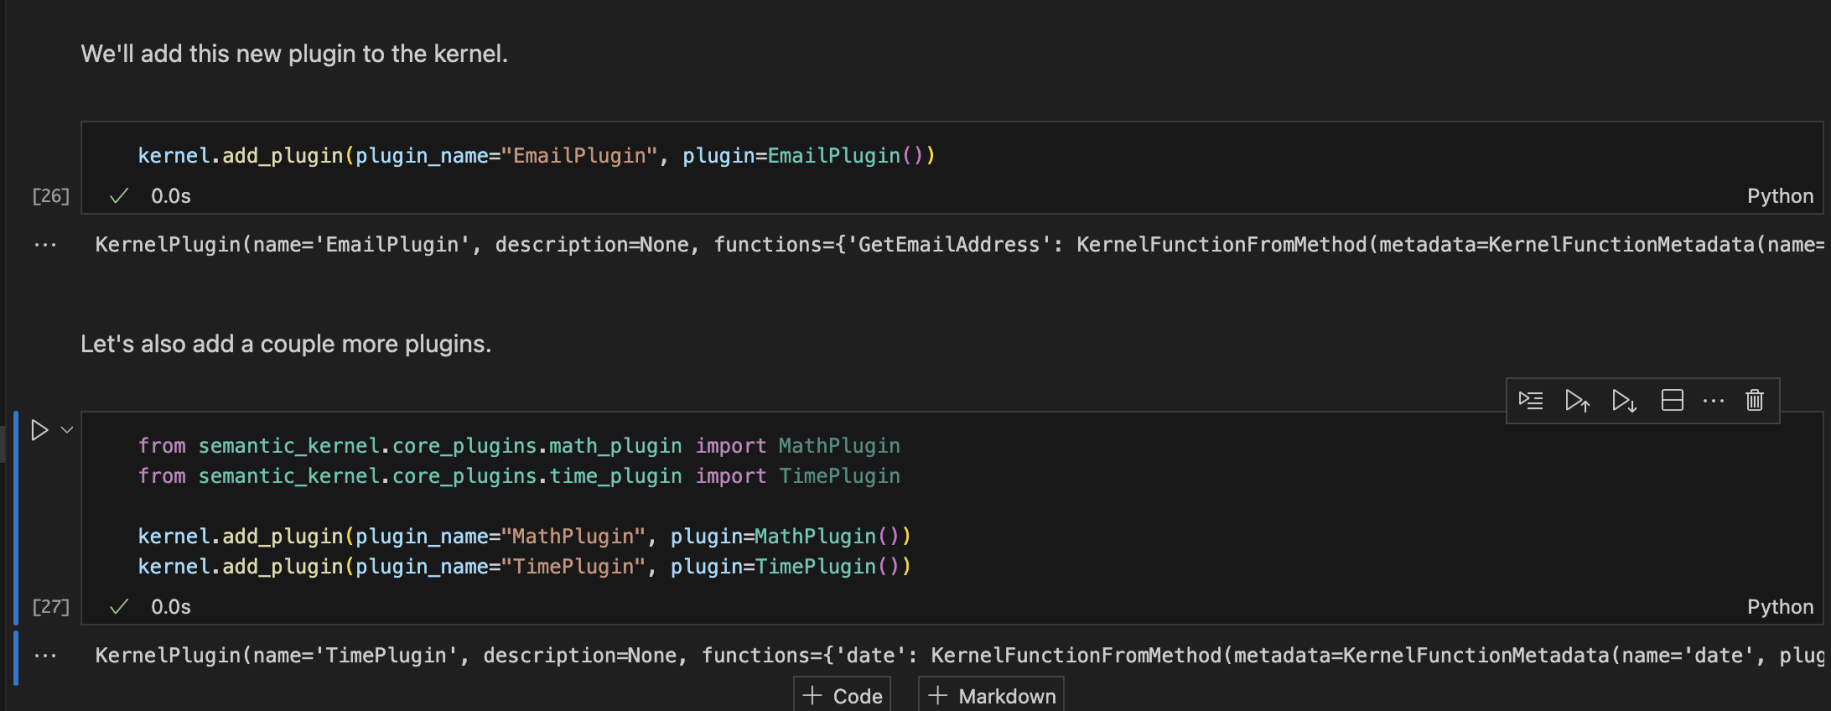 We'll add this new plugin to the kernel.
kernel.add_plugin(plugin_name="EmailPlugin", plugin=EmailPlugin())
[26]
0.0s
Python
KernelPlugin(name='EmailPlugin', description=None, functions={'GetEmailAddress': KernelFunctionFromMethod(metadata=KernelFunctionMetadata(name=
Let's also add a couple more plugins.
from semantic_kernel.core_plugins.math_plugin import MathPlugin
from semantic_kernel.core_plugins.time_plugin import TimePlugin
kernel.add_plugin(plugin_name="MathPlugin", plugin=MathPlugin())
kernel.add_plugin(plugin_name="TimePlugin", plugin=TimePlugin())
[27]
0.0s
Python
KernelPlugin(name='TimePlugin', description=None, functions={'date': KernelFunctionFromMethod(metadata=KernelFunctionMetadata(name='date', plug
+ Code
+ Markdown